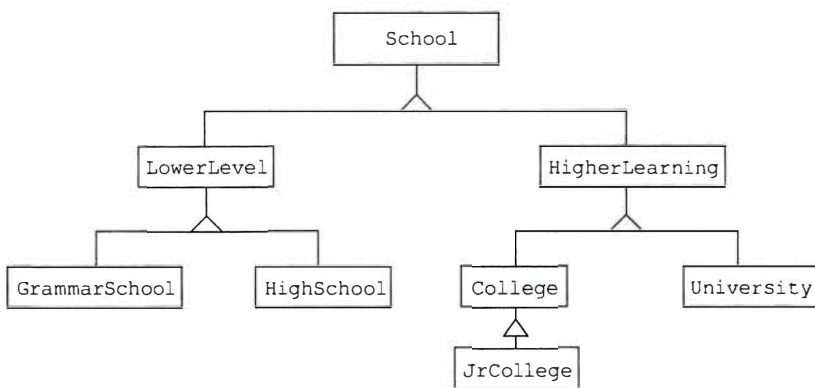 School
LowerLevel
HigherLearning
GrammarSchool
HighSchool
College
University
JrCollege